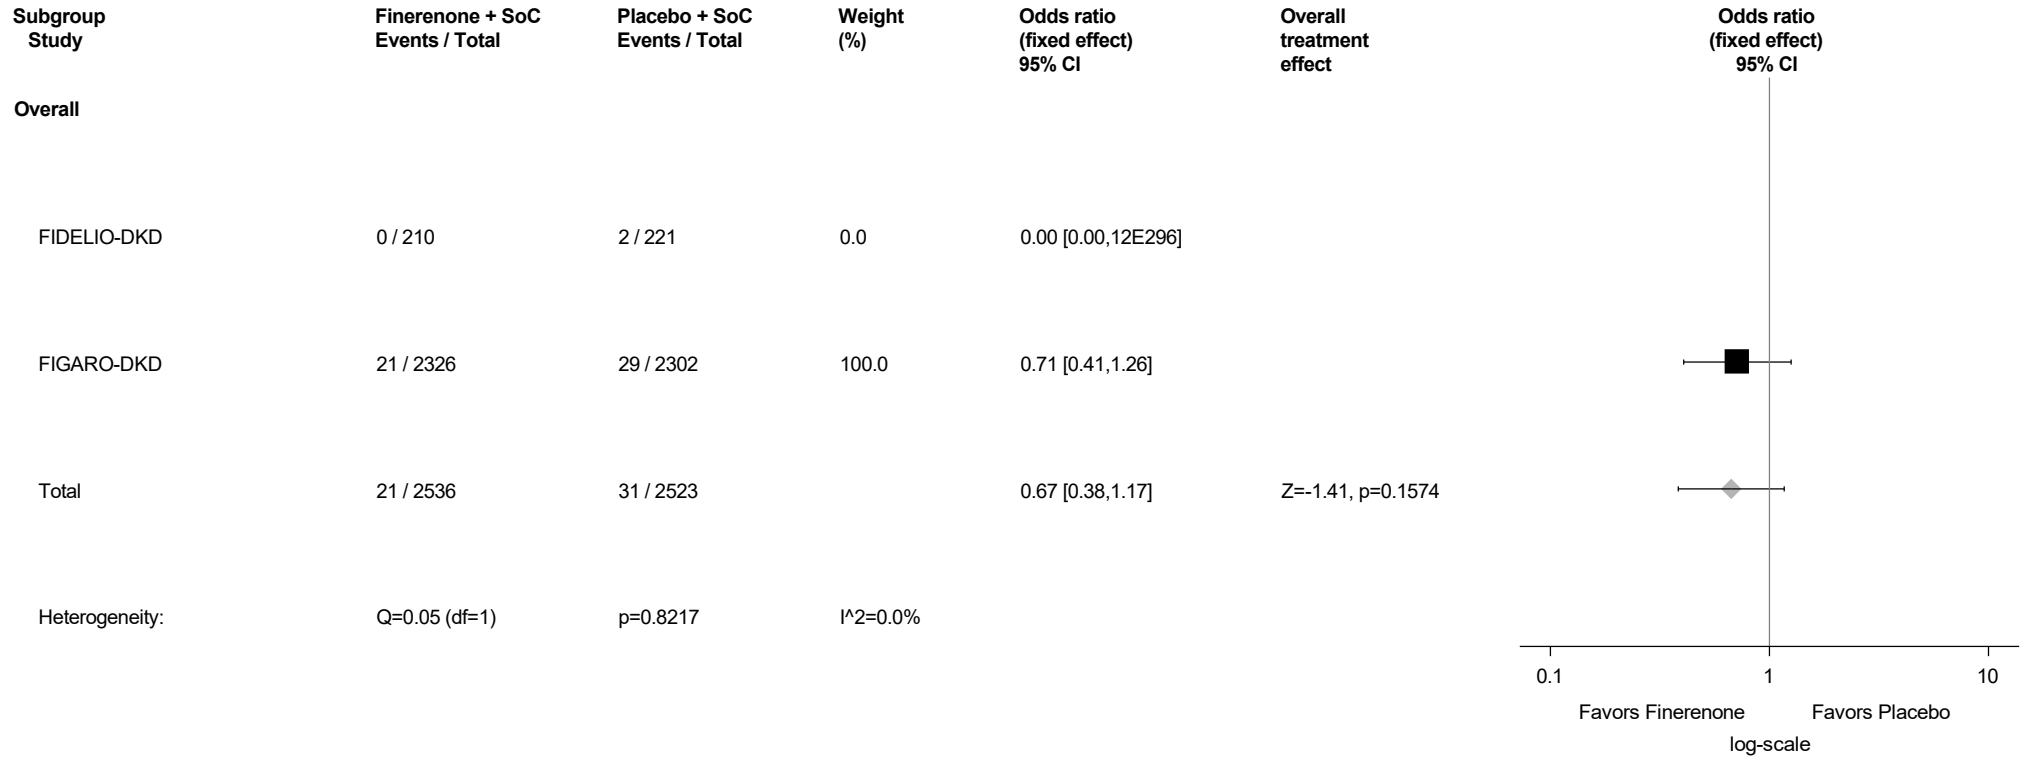 Subgroup Finerenone + SoC Placebo + SoC Weight Odds ratio Overall Odds ratio
Study Events / Total Events / Total (%) (fixed effect) treatment (fixed effect)
95% CI effect 95% CI
Overall
FIDELIO-DKD 0 / 210 2 / 221 0.0 0.00 [0.00,12E296]
FIGARO-DKD 21 / 2326 29 / 2302 100.0 0.71 [0.41,1.26]
Total 21 / 2536 31 / 2523 0.67 [0.38,1.17] Z=-1.41, p=0.1574
Heterogeneity: Q=0.05 (df=1) p=0.8217 I^2=0.0%
0.1 1 10
Favors Finerenone Favors Placebo
log-scale